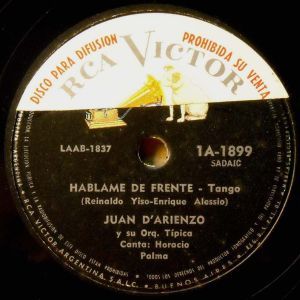 DISCO PARA DIFUSION
PROHIBIDA SU VENTA
RCA VICTOR
LAAB-1837
1A-1899
SADAIC
HABLAME DE FRENTE - Tango
(Reinaldo Yiso-Enrique Alessio)
JUAN D'ARIENZO
y su Orq. Típica
Canta: Horacio
Palma
RCA VICTOR ARGENTINA, S.A.I.C.
BUENOS AIRES